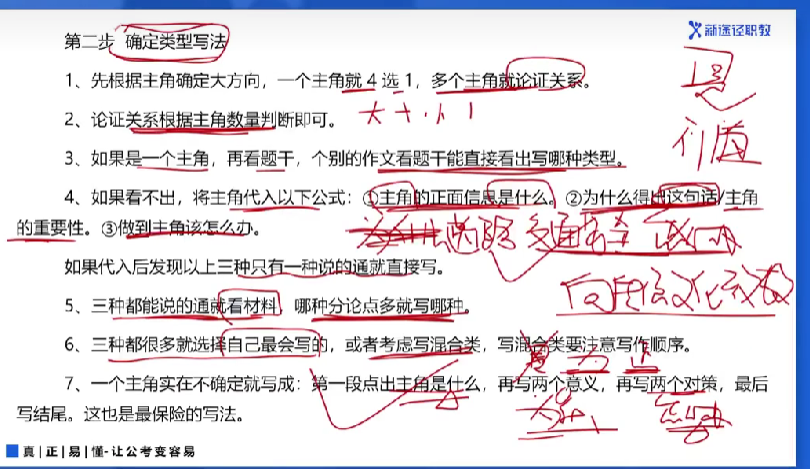 新途径职教
第二步 确定类型写法
1、先根据主角确定大方向，一个主角就 4 选 1，多个主角就论证关系。
2、论证关系根据主角数量判断即可。
3、如果是一个主角，再看题干，个别的作文看题干能直接看出写哪种类型。
4、如果看不出，将主角代入以下公式：①主角的正面信息是什么。②为什么得出这句话/主角
的重要性。③做到主角该怎么办。
如果代入后发现以上三种只有一种说的通就直接写。
5、三种都能说的通就看材料，哪种分论点多就写哪种。
6、三种都很多就选择自己最会写的，或者考虑写混合类，写混合类要注意写作顺序。
7、一个主角实在不确定就写成：第一段点出主角是什么，再写两个意义，再写两个对策，最后
写结尾。这也是最保险的写法。
真|正|易|懂-让公考变容易